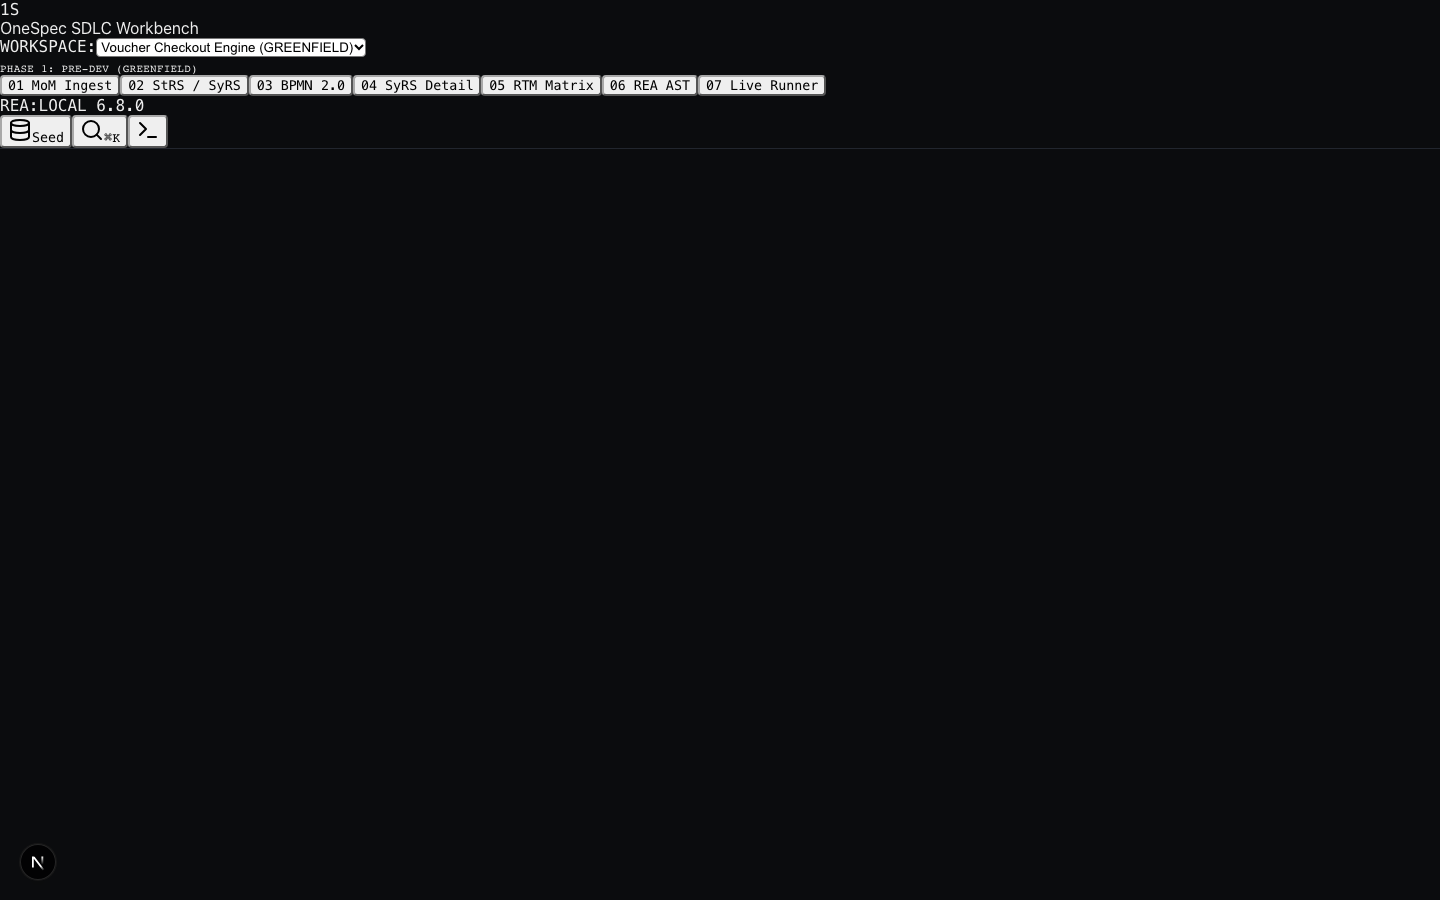 1S
OneSpec SDLC Workbench
WORKSPACE: Voucher Checkout Engine (GREENFIELD)
PHASE 1: PRE-DEV (GREENFIELD)
01 MoM Ingest 02 StRS / SyRS 03 BPMN 2.0 04 SyRS Detail 05 RTM Matrix 06 REA AST 07 Live Runner
REA:LOCAL 6.8.0
Seed ⌘K
N